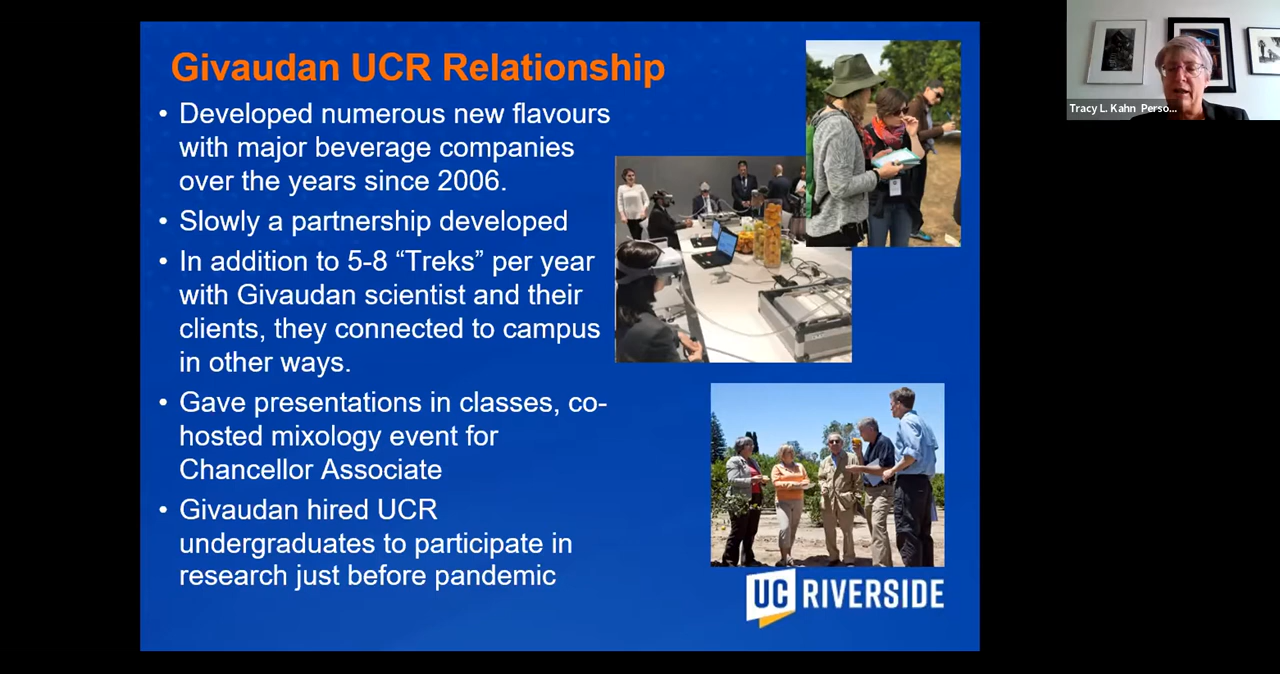 Givaudan UCR Relationship
• Developed numerous new flavours
with major beverage companies
over the years since 2006.
• Slowly a partnership developed
• In addition to 5-8 “Treks” per year
with Givaudan scientist and their
clients, they connected to campus
in other ways.
• Gave presentations in classes, co-
hosted mixology event for
Chancellor Associate
• Givaudan hired UCR
undergraduates to participate in
research just before pandemic
UC RIVERSIDE
Tracy L. Kahn Perso...